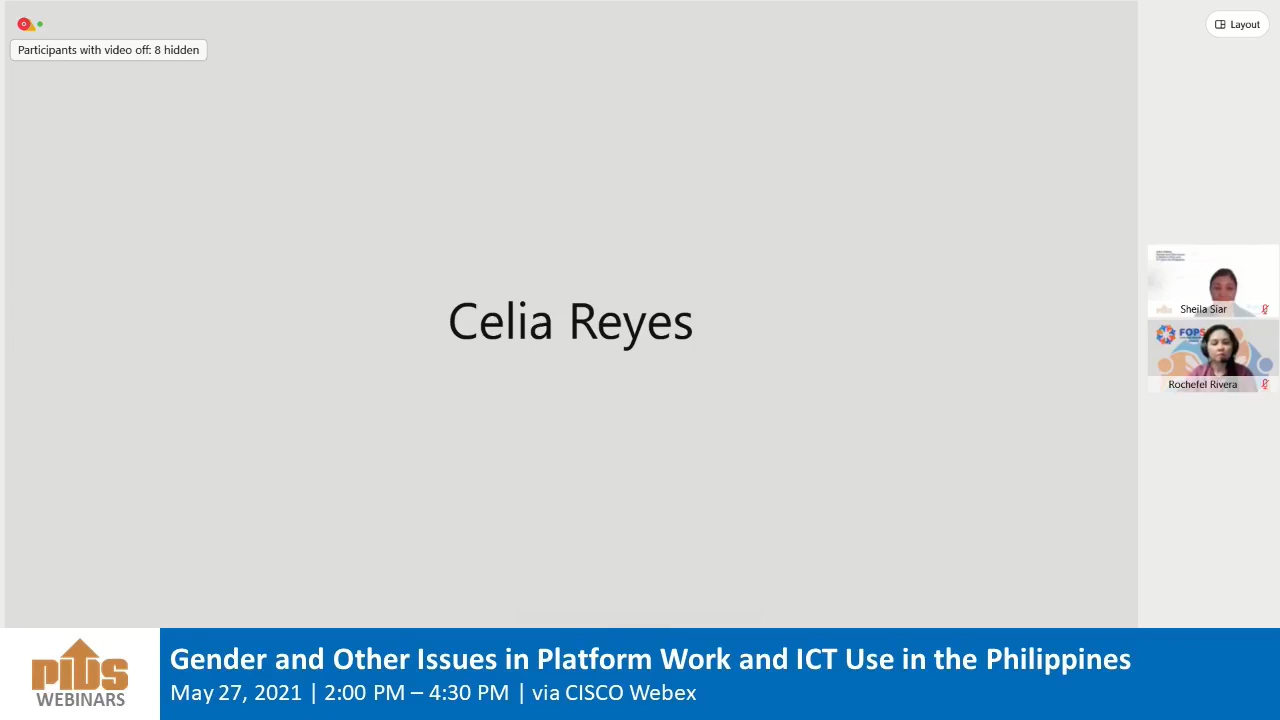 Participants with video off: 8 hidden
Layout
Celia Reyes
Sheila Siar
FOPS
Rochefel Rivera
PIDS
WEBINARS
Gender and Other Issues in Platform Work and ICT Use in the Philippines
May 27, 2021 | 2:00 PM – 4:30 PM | via CISCO Webex